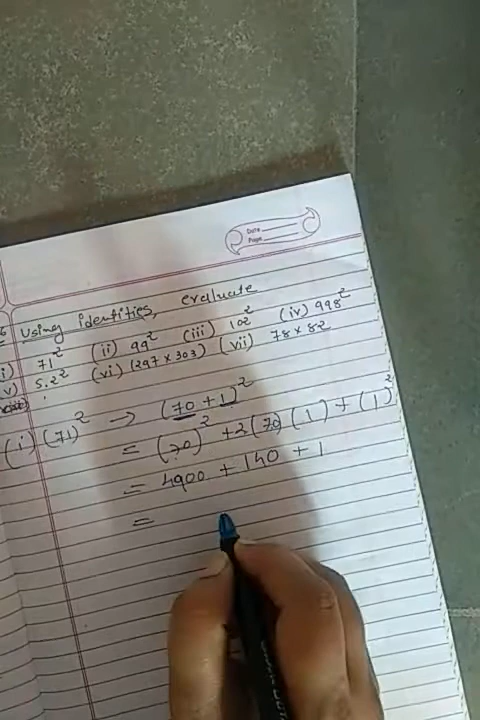 Date
Page
6 Using identities, evaluate
i) 71² (ii) 99² (iii) 102² (iv) 998²
v) 5.2² (vi) (297 × 303) (vii) 78 × 82
(i) (71)² → (70 + 1)²
= (70)² + 2(70)(1) + (1)²
= 4900 + 140 + 1
=